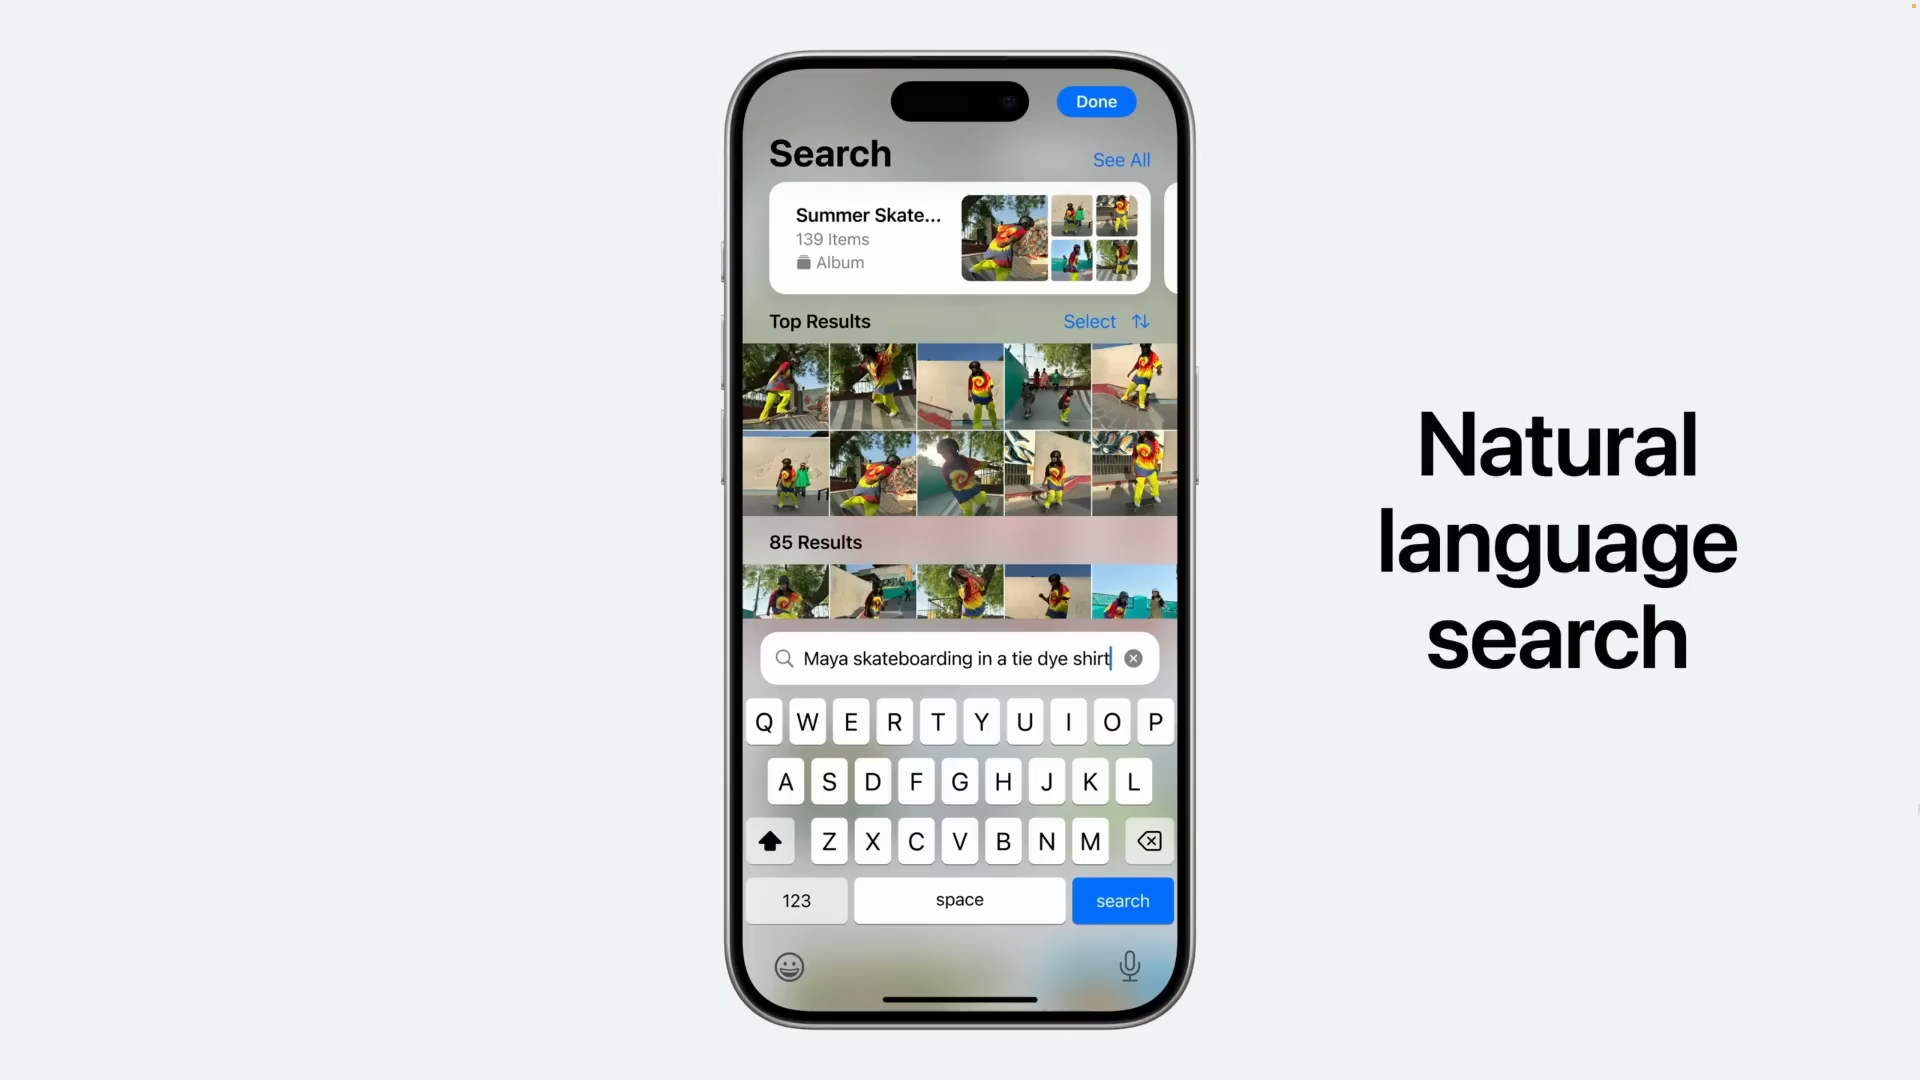 Done
Search
See All
Summer Skate...
139 Items
Album
Top Results
Select
85 Results
Maya skateboarding in a tie dye shirt
Q W E R T Y U I O P
A S D F G H J K L
Z X C V B N M
123 space search
Natural
language
search